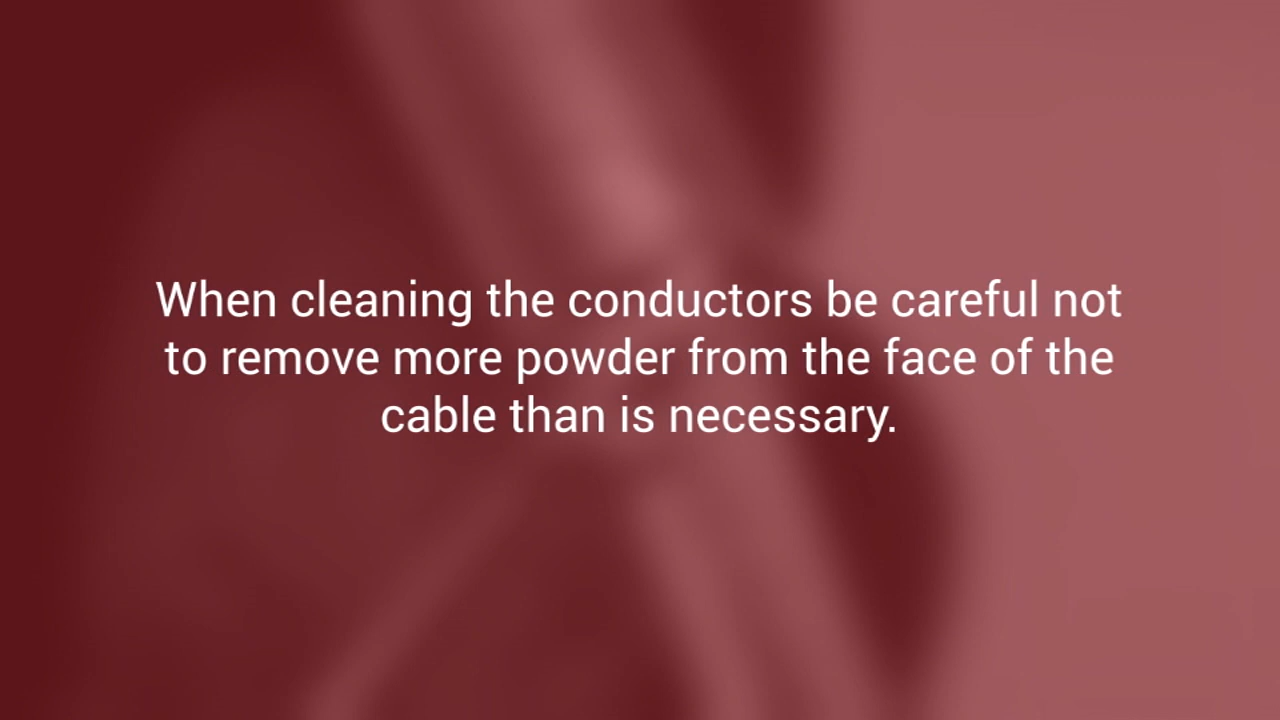 When cleaning the conductors be careful not
to remove more powder from the face of the
cable than is necessary.